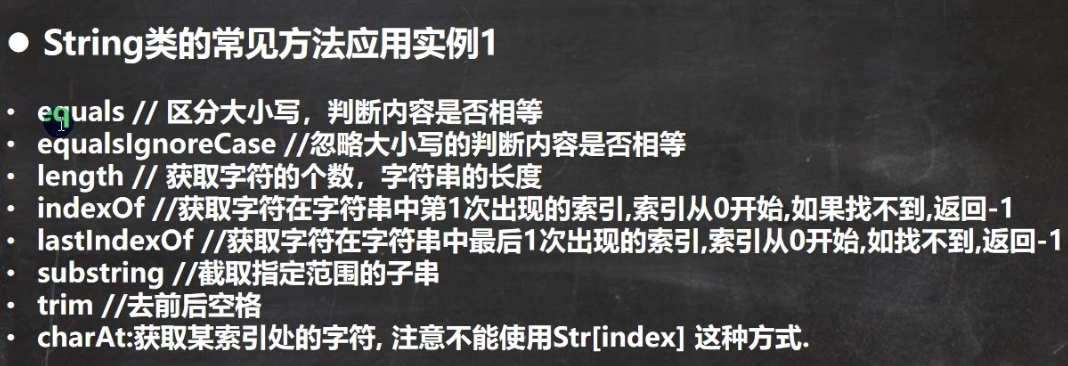 ● String类的常见方法应用实例1
• equals // 区分大小写，判断内容是否相等
• equalsIgnoreCase //忽略大小写的判断内容是否相等
• length // 获取字符的个数，字符串的长度
• indexOf //获取字符在字符串中第1次出现的索引,索引从0开始,如果找不到,返回-1
• lastIndexOf //获取字符在字符串中最后1次出现的索引,索引从0开始,如找不到,返回-1
• substring //截取指定范围的子串
• trim //去前后空格
• charAt:获取某索引处的字符, 注意不能使用Str[index] 这种方式.